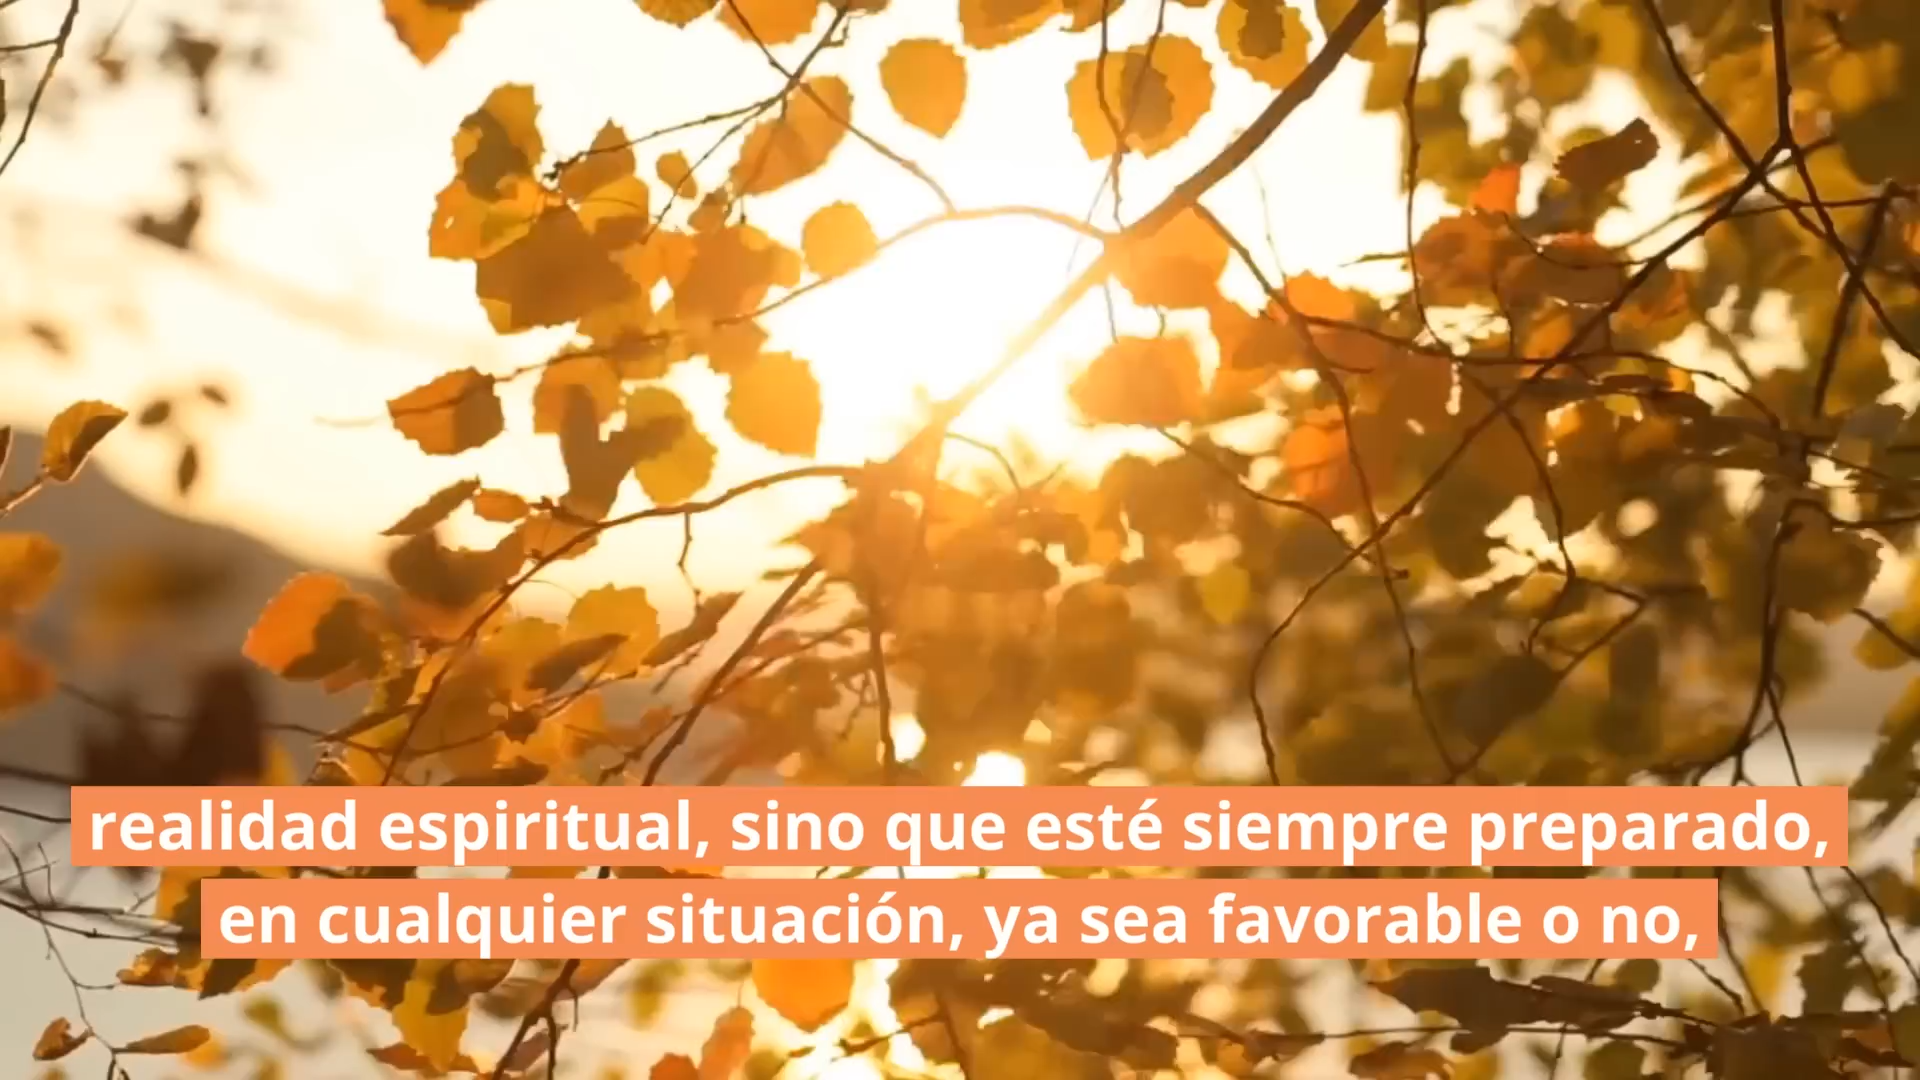 realidad espiritual, sino que esté siempre preparado,
en cualquier situación, ya sea favorable o no,